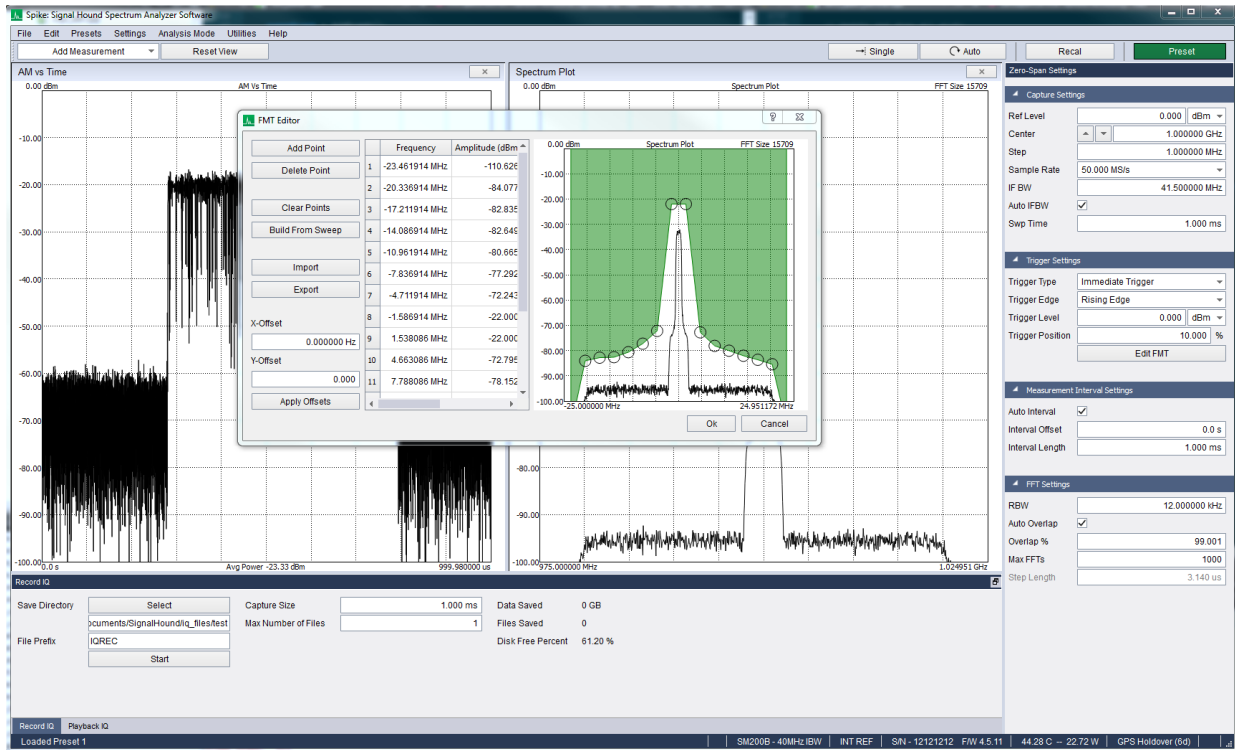 Spike: Signal Hound Spectrum Analyzer Software
File Edit Presets Settings Analysis Mode Utilities Help
Add Measurement Reset View Single Auto Recal Preset
AM vs Time
0.00 dBm AM Vs Time
-10.00
-20.00
-30.00
-40.00
-50.00
-60.00
-70.00
-80.00
-90.00
-100.00
0.0 s Avg Power -23.33 dBm 999.980000 us
Spectrum Plot
0.00 dBm Spectrum Plot FFT Size 15709
-80.00
-90.00
-100.00
975.000000 MHz 1.024951 GHz
FMT Editor
Add Point
Delete Point
Clear Points
Build From Sweep
Import
Export
X-Offset
0.000000 Hz
Y-Offset
0.000
Apply Offsets
Frequency Amplitude (dBm
1 -23.461914 MHz -110.626
2 -20.336914 MHz -84.077
3 -17.211914 MHz -82.835
4 -14.086914 MHz -82.649
5 -10.961914 MHz -80.665
6 -7.836914 MHz -77.292
7 -4.711914 MHz -72.243
8 -1.586914 MHz -22.000
9 1.538086 MHz -22.000
10 4.663086 MHz -72.795
11 7.788086 MHz -78.152
0.00 dBm Spectrum Plot FFT Size 15709
-10.00
-20.00
-30.00
-40.00
-50.00
-60.00
-70.00
-80.00
-90.00
-100.00
-25.000000 MHz 24.951172 MHz
Ok Cancel
Zero-Span Settings
Capture Settings
Ref Level 0.000 dBm
Center 1.000000 GHz
Step 1.000000 MHz
Sample Rate 50.000 MS/s
IF BW 41.500000 MHz
Auto IFBW
Swp Time 1.000 ms
Trigger Settings
Trigger Type Immediate Trigger
Trigger Edge Rising Edge
Trigger Level 0.000 dBm
Trigger Position 10.000 %
Edit FMT
Measurement Interval Settings
Auto Interval
Interval Offset 0.0 s
Interval Length 1.000 ms
FFT Settings
RBW 12.000000 kHz
Auto Overlap
Overlap % 99.001
Max FFTs 1000
Step Length 3.140 us
Record IQ
Save Directory Select Capture Size 1.000 ms Data Saved 0 GB
ocuments/SignalHound/iq_files/test Max Number of Files 1 Files Saved 0
File Prefix IQREC Disk Free Percent 61.20 %
Start
Record IQ Playback IQ
Loaded Preset 1 SM200B - 40MHz IBW INT REF S/N - 12121212 F/W 4.5.11 44.28 C -- 22.72 W GPS Holdover (6d)